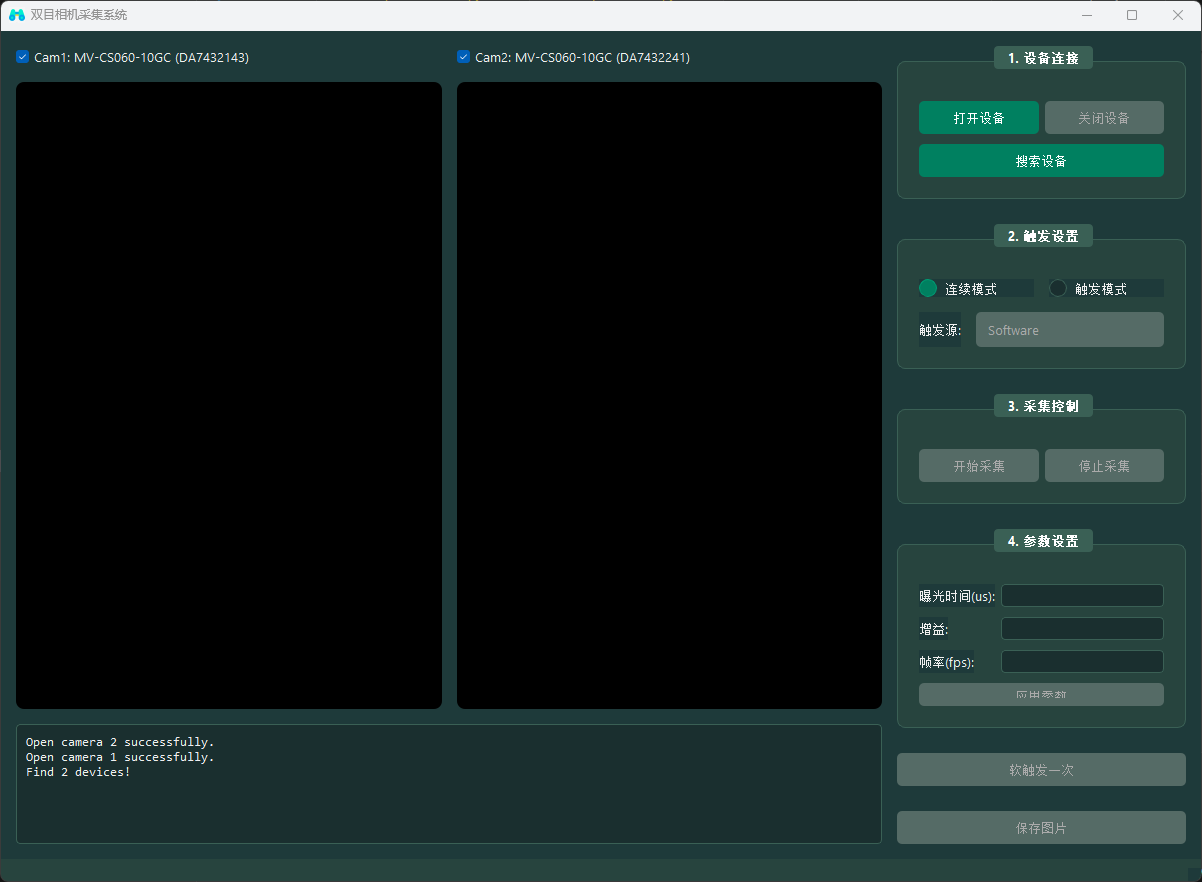 双目相机采集系统
Cam1: MV-CS060-10GC (DA7432143)
Cam2: MV-CS060-10GC (DA7432241)
1. 设备连接
打开设备
关闭设备
搜索设备
2. 触发设置
连续模式
触发模式
触发源:
Software
3. 采集控制
开始采集
停止采集
4. 参数设置
曝光时间(us):
增益:
帧率(fps):
应用参数
Open camera 2 successfully.
Open camera 1 successfully.
Find 2 devices!
软触发一次
保存图片